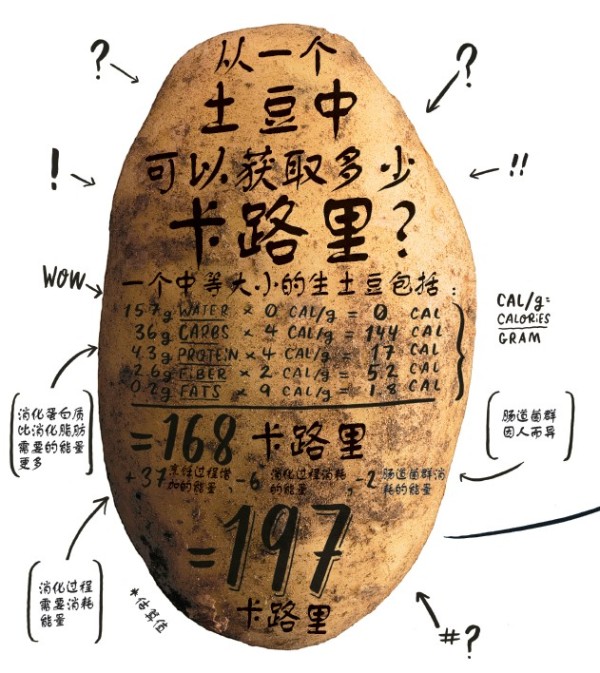 从一个
土豆中
可以获取多少
卡路里？
一个中等大小的生土豆包括：
157g WATER × 0 CAL/g = 0 CAL
36g CARBS × 4 CAL/g = 144 CAL
4.3g PROTEIN × 4 CAL/g = 17 CAL
2.6g FIBER × 2 CAL/g = 5.2 CAL
0.2g FATS × 9 CAL/g = 1.8 CAL
=168 卡路里
+37 烹饪过程增加的能量，-6 消化过程消耗的能量，-2 肠道菌群消耗的能量
=197
卡路里
*估算值
?
!
WOW
消化蛋白质
比消化脂肪
需要的能量
更多
消化过程
需要消耗
能量
?
!!
CAL/g=
CALORIES
GRAM
肠道菌群
因人而异
#?